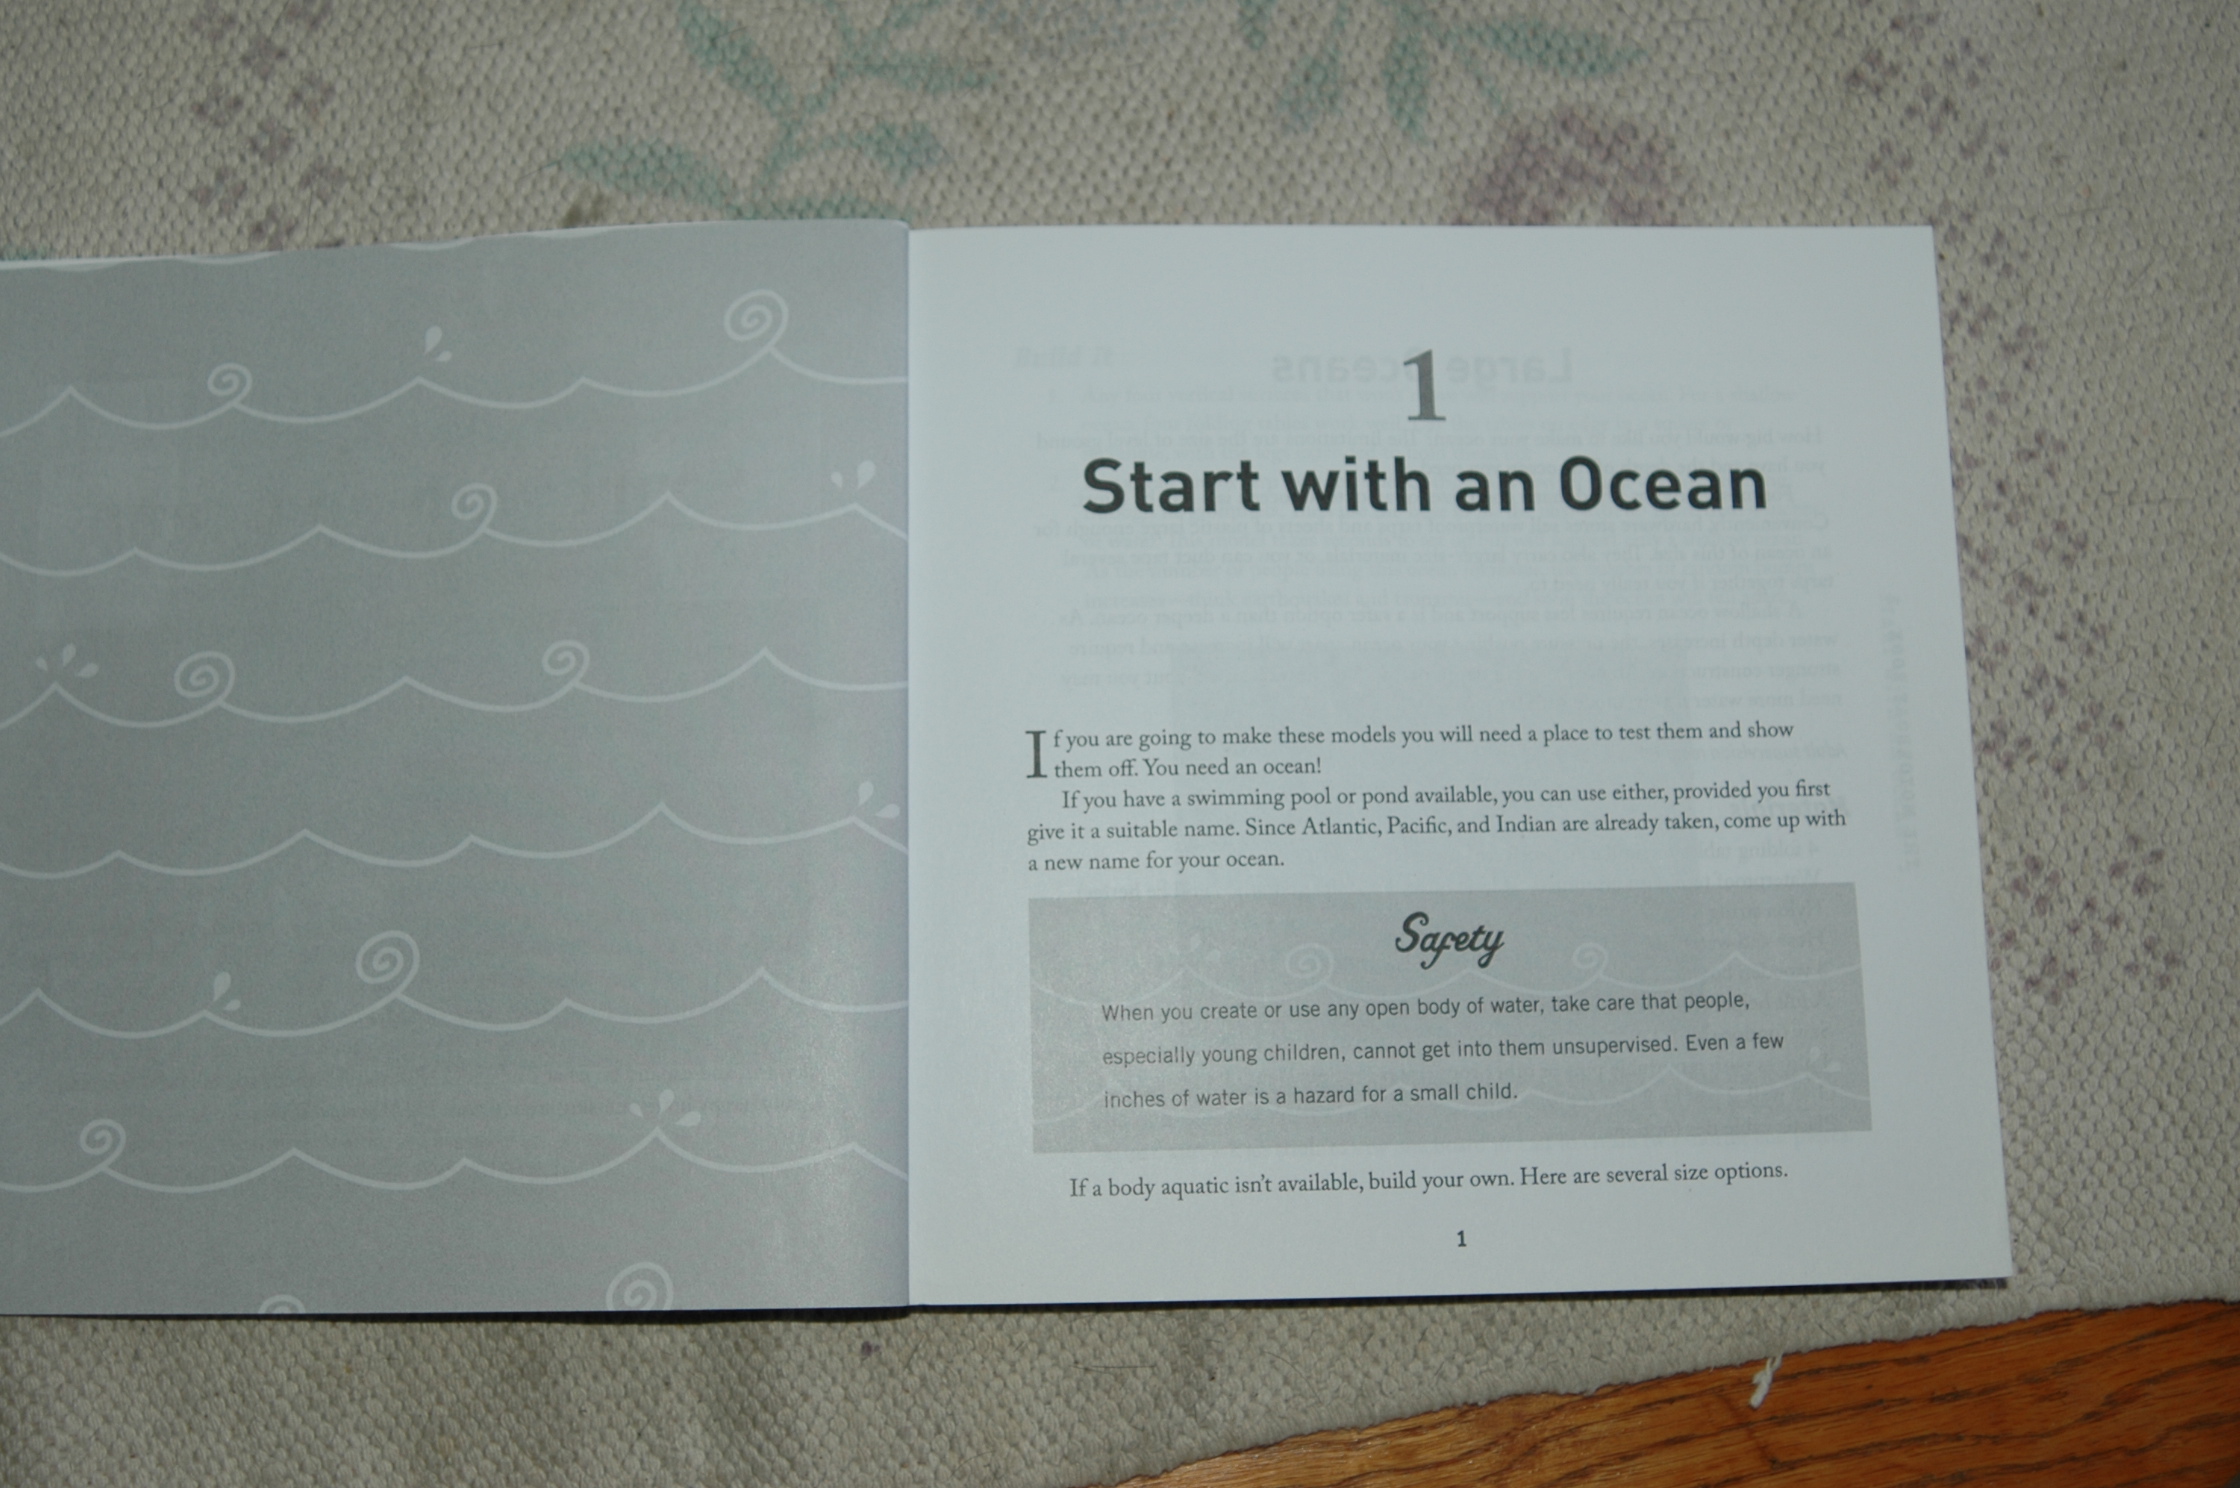 1
Start with an Ocean
If you are going to make these models you will need a place to test them and show
them off. You need an ocean!
If you have a swimming pool or pond available, you can use either, provided you first
give it a suitable name. Since Atlantic, Pacific, and Indian are already taken, come up with
a new name for your ocean.
Safety
When you create or use any open body of water, take care that people,
especially young children, cannot get into them unsupervised. Even a few
inches of water is a hazard for a small child.
If a body aquatic isn't available, build your own. Here are several size options.
1